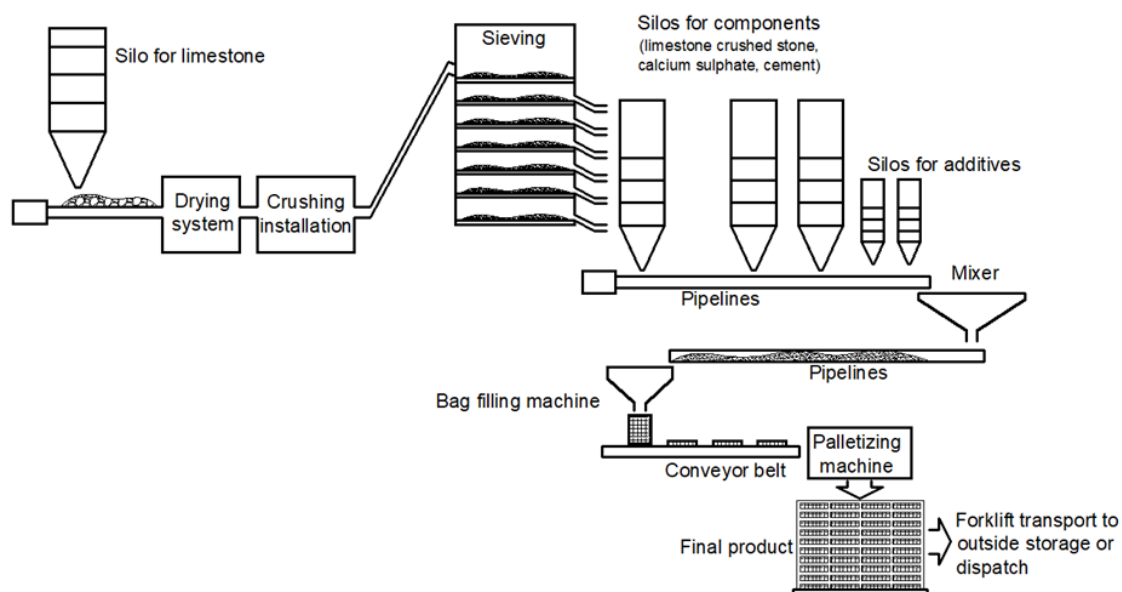 Silo for limestone
Drying
system
Crushing
installation
Sieving
Silos for components
(limestone crushed stone,
calcium sulphate, cement)
Silos for additives
Pipelines
Mixer
Pipelines
Bag filling machine
Conveyor belt
Palletizing
machine
Final product
Forklift transport to
outside storage or
dispatch